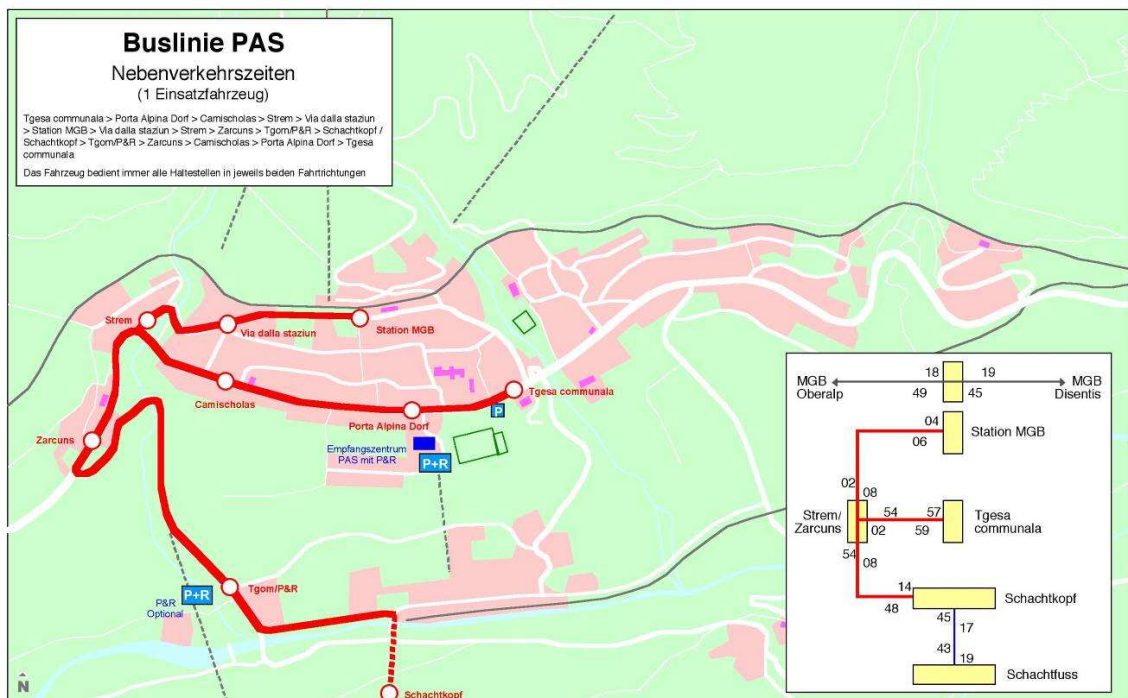 Buslinie PAS
Nebenverkehrszeiten
(1 Einsatzfahrzeug)
Tgesa communala > Porta Alpina Dorf > Camischolas > Strem > Via dalla staziun
> Station MGB > Via dalla staziun > Strem > Zarcuns > Tgom/P&R > Schachtkopf /
Schachtkopf > Tgom/P&R > Zarcuns > Camischolas > Porta Alpina Dorf > Tgesa
communala
Das Fahrzeug bedient immer alle Haltestellen in jeweils beiden Fahrtrichtungen
Strem
Via dalla staziun
Station MGB
Camischolas
Tgesa communala
P
Porta Alpina Dorf
Zarcuns
Empfangszentrum
PAS mit P&R
P+R
P+R
P&R
Optional
Tgom/P&R
Schachtkopf
N
MGB
Oberalp
18
19
49
45
MGB
Disentis
04
06
Station MGB
02
08
Strem/
Zarcuns
54
57
02
59
Tgesa
communala
54
08
14
48
Schachtkopf
45
17
43
19
Schachtfuss